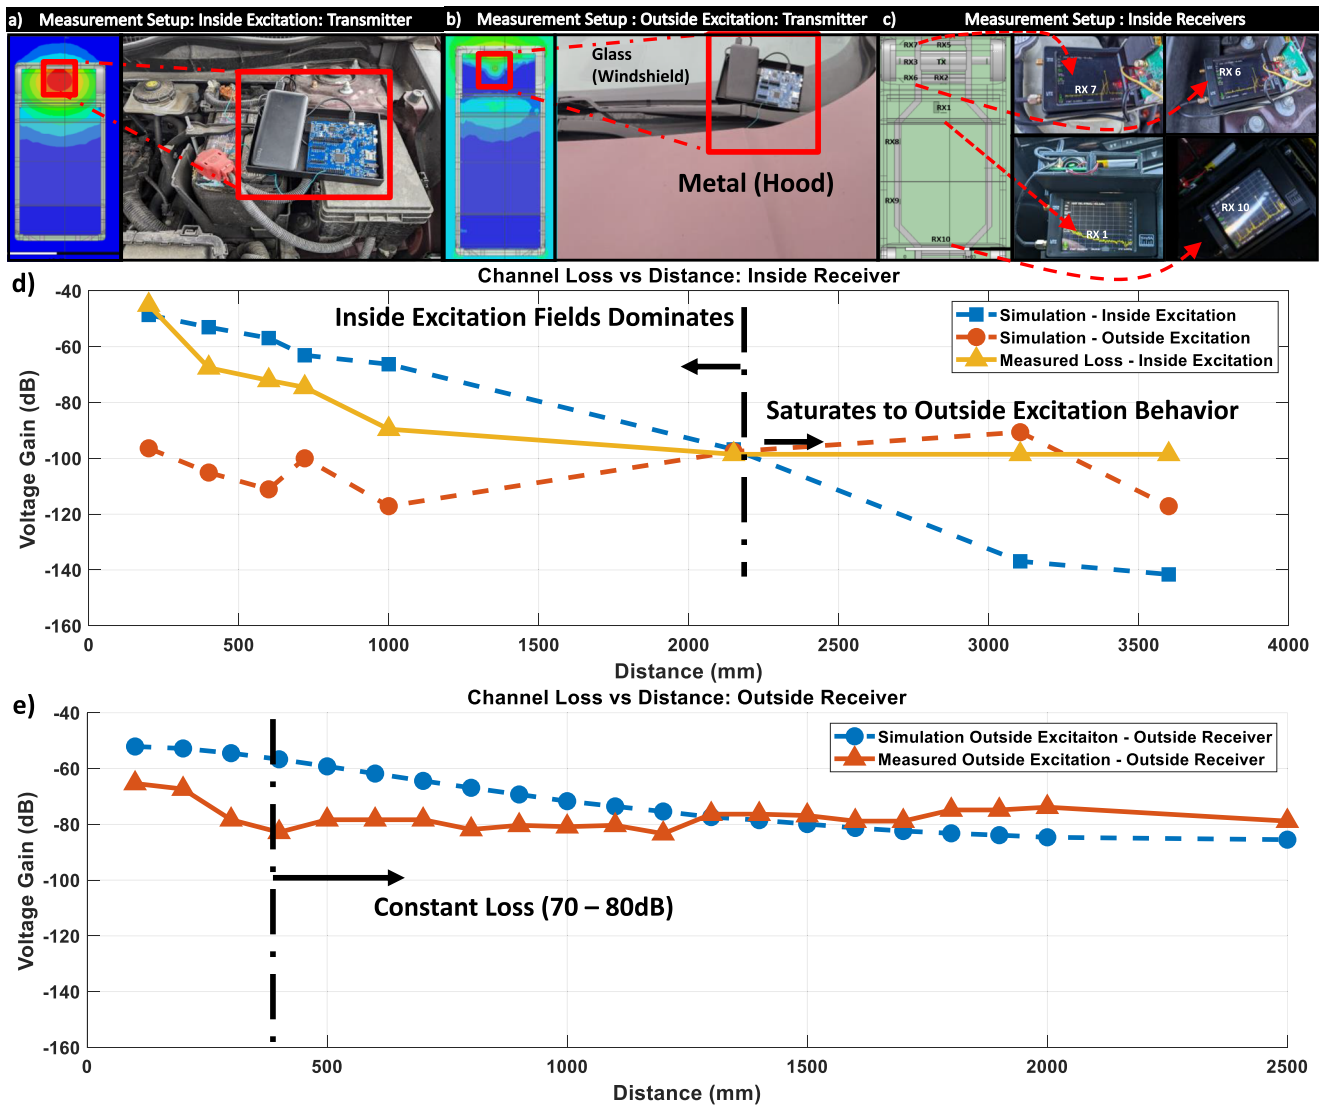 a) Measurement Setup: Inside Excitation: Transmitter
b) Measurement Setup : Outside Excitation: Transmitter
c) Measurement Setup : Inside Receivers
Glass
(Windshield)
Metal (Hood)
RX7 RX5
RX3 TX
RX6 RX2
RX1
RX8
RX9
RX10
RX 7
RX 6
RX 1
RX 10
d)
Channel Loss vs Distance: Inside Receiver
Inside Excitation Fields Dominates
Saturates to Outside Excitation Behavior
Simulation - Inside Excitation
Simulation - Outside Excitation
Measured Loss - Inside Excitation
Voltage Gain (dB)
-40
-60
-80
-100
-120
-140
-160
0 500 1000 1500 2000 2500 3000 3500 4000
Distance (mm)
e)
Channel Loss vs Distance: Outside Receiver
Simulation Outside Excitaiton - Outside Receiver
Measured Outside Excitation - Outside Receiver
Constant Loss (70 – 80dB)
Voltage Gain (dB)
-40
-60
-80
-100
-120
-140
-160
0 500 1000 1500 2000 2500
Distance (mm)